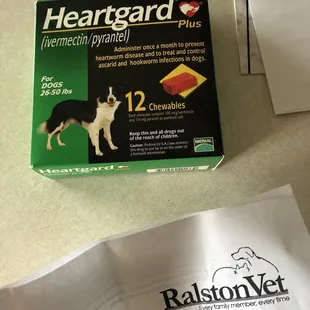 Heartgard Plus
(ivermectin/pyrantel)
Administer once a month to prevent
heartworm disease and to treat and control
ascarid and hookworm infections in dogs.
For
DOGS
26-50 lbs
12 Chewables
Keep this and all drugs out
of the reach of children.
MERIAL
RalstonVet
Every family member, every time